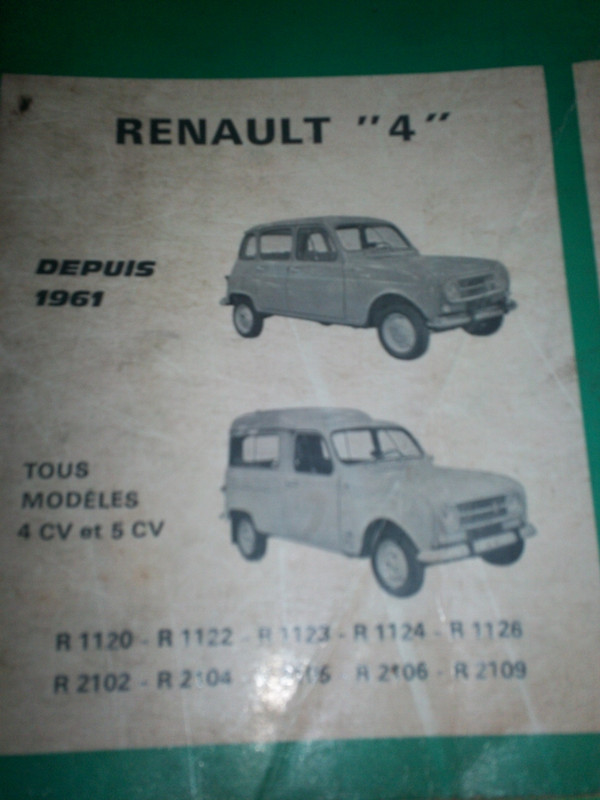 RENAULT "4"
DEPUIS
1961
TOUS
MODÈLES
4 CV et 5 CV
R 1120 - R 1122 - R 1123 - R 1124 - R 1126
R 2102 - R 2104 R 2106 - R 2109